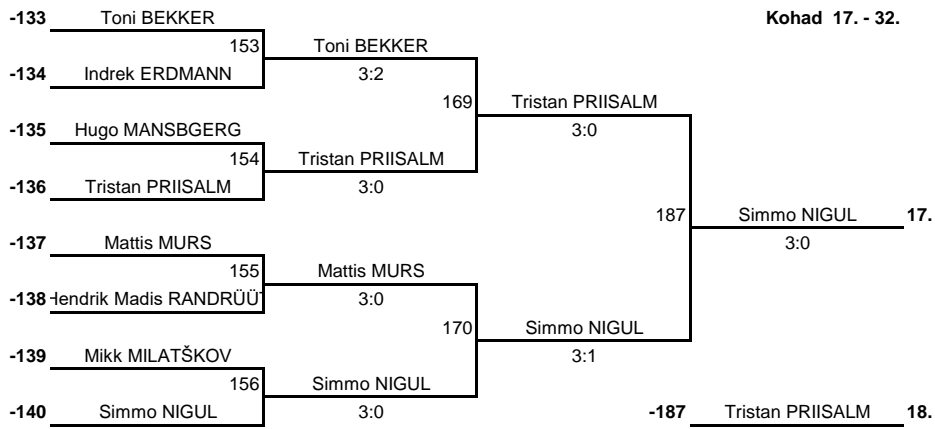 -133 Toni BEKKER Kohad 17. - 32.
153 Toni BEKKER
-134 Indrek ERDMANN 3:2
169 Tristan PRIISALM
-135 Hugo MANSBGERG 3:0
154 Tristan PRIISALM
-136 Tristan PRIISALM 3:0
187 Simmo NIGUL 17.
-137 Mattis MURS 3:0
155 Mattis MURS
-138 Hendrik Madis RANDRÜÜT 3:0
170 Simmo NIGUL
-139 Mikk MILATŠKOV 3:1
156 Simmo NIGUL
-140 Simmo NIGUL 3:0 -187 Tristan PRIISALM 18.